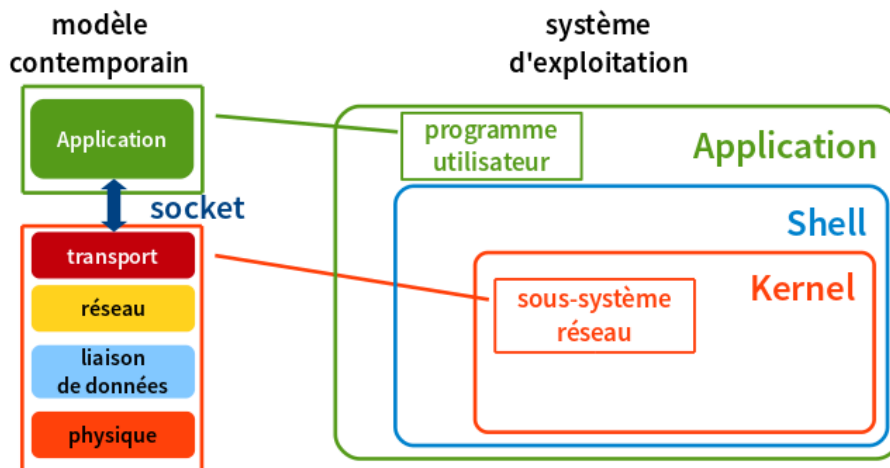 modèle
contemporain
système
d'exploitation
Application
socket
transport
réseau
liaison
de données
physique
programme
utilisateur
Application
Shell
Kernel
sous-système
réseau